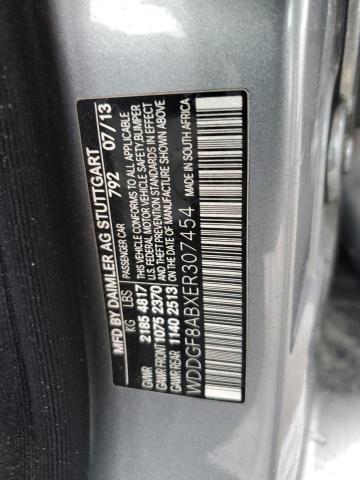 MFD BY DAIMLER AG STUTTGART
PASSENGER CAR 792 07/13
KG LBS THIS VEHICLE CONFORMS TO ALL APPLICABLE
GVWR 2185 4817 U.S. FEDERAL MOTOR VEHICLE SAFETY, BUMPER
GAWR-FRONT 1075 2370 AND THEFT PREVENTION STANDARDS IN EFFECT
GAWR-REAR 1140 2513 ON THE DATE OF MANUFACTURE SHOWN ABOVE
MADE IN SOUTH AFRICA
WDDGF8ABXER307454